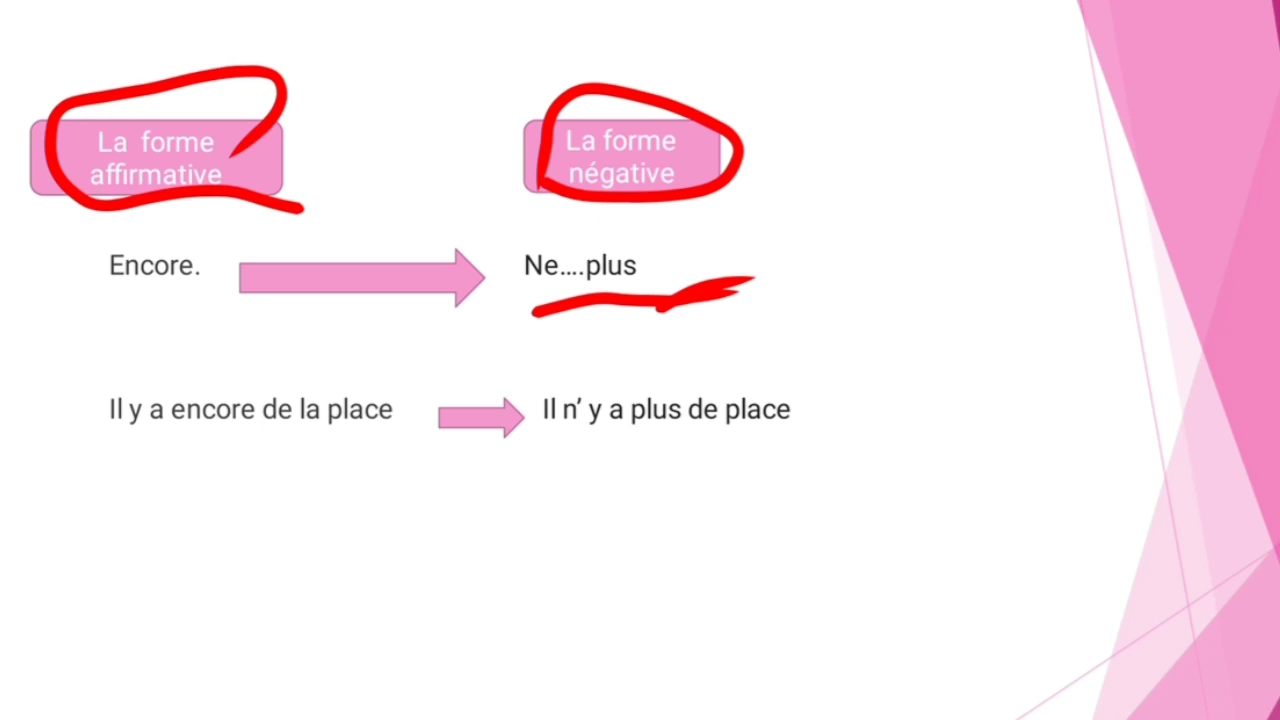 La forme
affirmative
La forme
négative
Encore.
Ne....plus
Il y a encore de la place
Il n’ y a plus de place